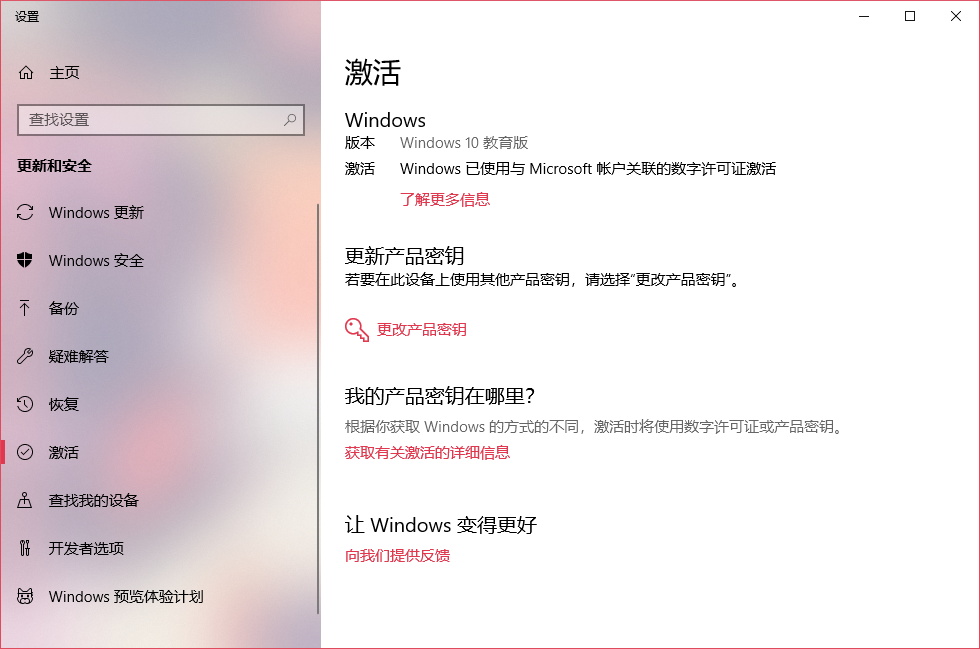 设置
主页
查找设置
更新和安全
Windows 更新
Windows 安全
备份
疑难解答
恢复
激活
查找我的设备
开发者选项
Windows 预览体验计划
激活
Windows
版本 Windows 10 教育版
激活 Windows 已使用与 Microsoft 帐户关联的数字许可证激活
了解更多信息
更新产品密钥
若要在此设备上使用其他产品密钥，请选择“更改产品密钥”。
更改产品密钥
我的产品密钥在哪里?
根据你获取 Windows 的方式的不同，激活时将使用数字许可证或产品密钥。
获取有关激活的详细信息
让 Windows 变得更好
向我们提供反馈